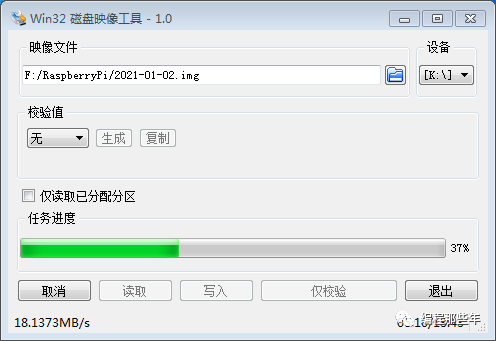 Win32 磁盘映像工具 - 1.0
映像文件
设备
F:/RaspberryPi/2021-01-02.img
[K:\]
校验值
无
生成
复制
仅读取已分配分区
任务进度
37%
取消
读取
写入
仅校验
退出
18.1373MB/s
编程那些年